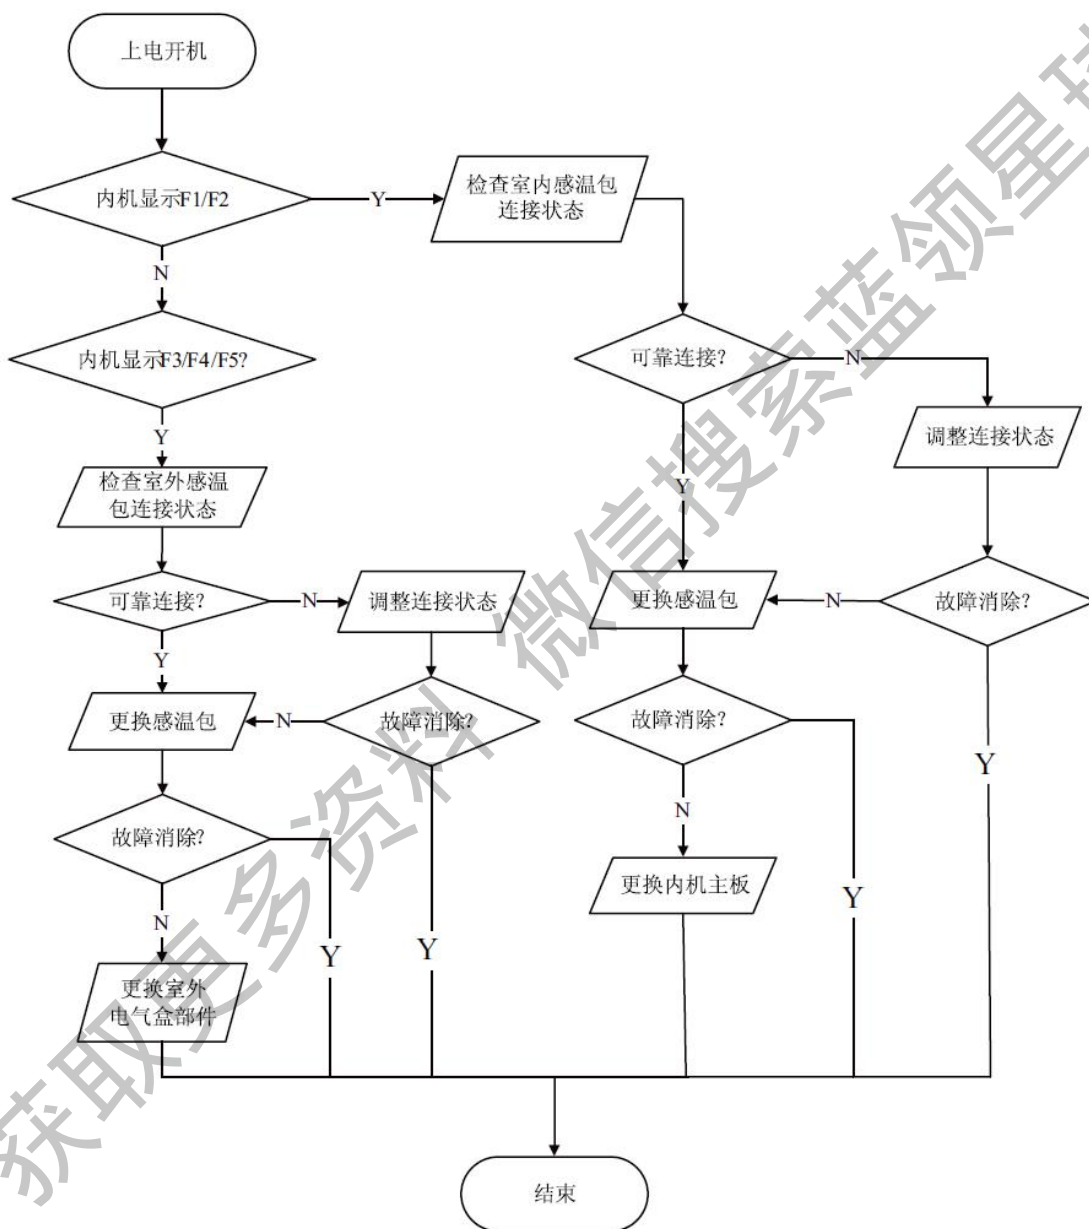 上电开机
内机显示F1/F2
Y
检查室内感温包
连接状态
N
内机显示F3/F4/F5?
可靠连接?
N
调整连接状态
Y
检查室外感温
包连接状态
Y
可靠连接?
N
调整连接状态
更换感温包
N
故障消除?
Y
更换感温包
N
故障消除?
故障消除?
Y
故障消除?
N
更换内机主板
Y
N
Y
Y
更换室外
电气盒部件
结束
获取更多资料 微信搜索蓝领星球